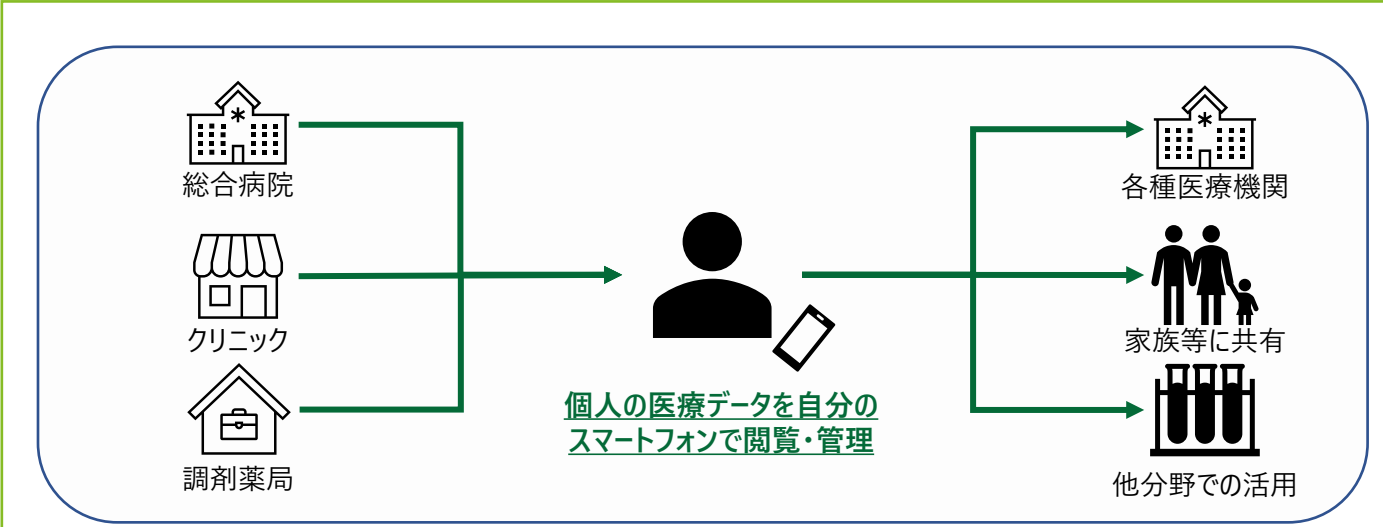 総合病院
クリニック
調剤薬局
個人の医療データを自分の
スマートフォンで閲覧・管理
各種医療機関
家族等に共有
他分野での活用